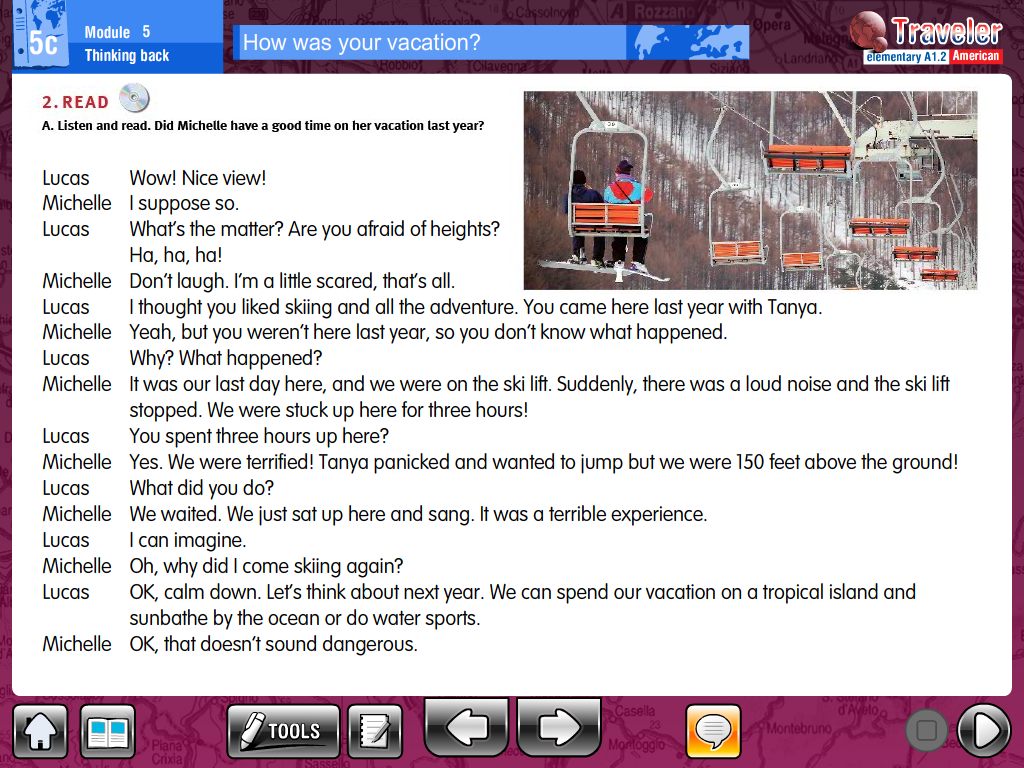 5c
Module 5
Thinking back
How was your vacation?
Traveler
elementary A1.2 American
2. READ
A. Listen and read. Did Michelle have a good time on her vacation last year?
Lucas Wow! Nice view!
Michelle I suppose so.
Lucas What's the matter? Are you afraid of heights?
Ha, ha, ha!
Michelle Don't laugh. I'm a little scared, that's all.
Lucas I thought you liked skiing and all the adventure. You came here last year with Tanya.
Michelle Yeah, but you weren't here last year, so you don't know what happened.
Lucas Why? What happened?
Michelle It was our last day here, and we were on the ski lift. Suddenly, there was a loud noise and the ski lift
stopped. We were stuck up here for three hours!
Lucas You spent three hours up here?
Michelle Yes. We were terrified! Tanya panicked and wanted to jump but we were 150 feet above the ground!
Lucas What did you do?
Michelle We waited. We just sat up here and sang. It was a terrible experience.
Lucas I can imagine.
Michelle Oh, why did I come skiing again?
Lucas OK, calm down. Let's think about next year. We can spend our vacation on a tropical island and
sunbathe by the ocean or do water sports.
Michelle OK, that doesn't sound dangerous.
TOOLS